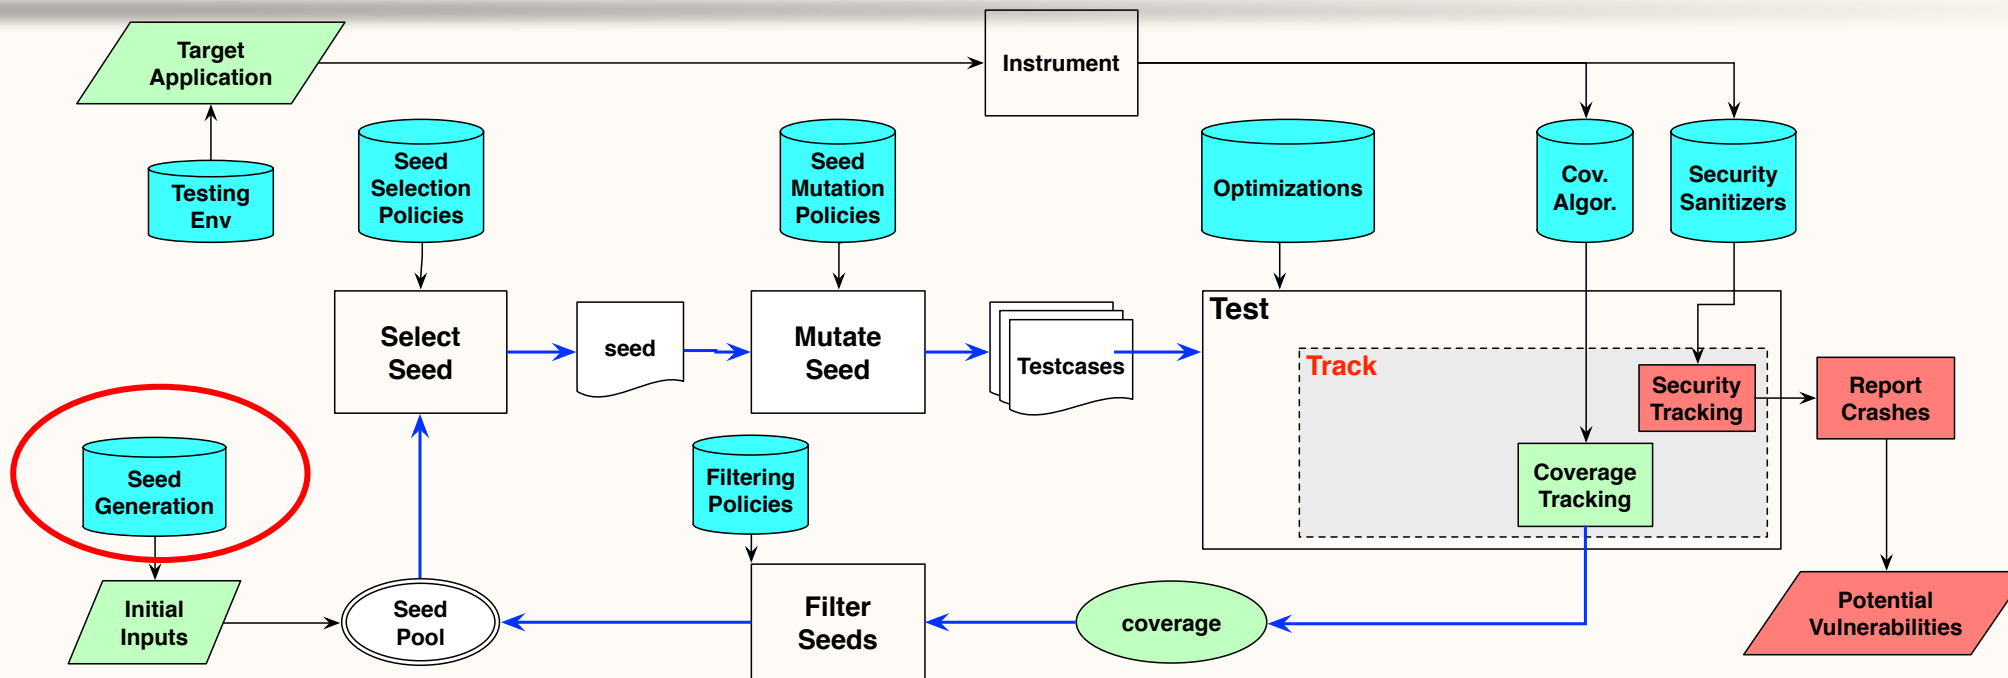 Target
Application
Instrument
Testing
Env
Seed
Selection
Policies
Seed
Mutation
Policies
Optimizations
Cov.
Algor.
Security
Sanitizers
Select
Seed
seed
Mutate
Seed
Testcases
Test
Track
Security
Tracking
Report
Crashes
Coverage
Tracking
Seed
Generation
Filtering
Policies
Initial
Inputs
Seed
Pool
Filter
Seeds
coverage
Potential
Vulnerabilities